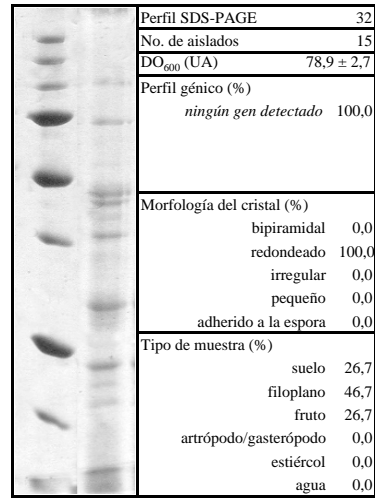 Perfil SDS-PAGE 32
No. de aislados 15
DO600 (UA) 78,9 ± 2,7
Perfil génico (%)
ningún gen detectado 100,0
Morfología del cristal (%)
bipiramidal 0,0
redondeado 100,0
irregular 0,0
pequeño 0,0
adherido a la espora 0,0
Tipo de muestra (%)
suelo 26,7
filoplano 46,7
fruto 26,7
artrópodo/gasterópodo 0,0
estiércol 0,0
agua 0,0